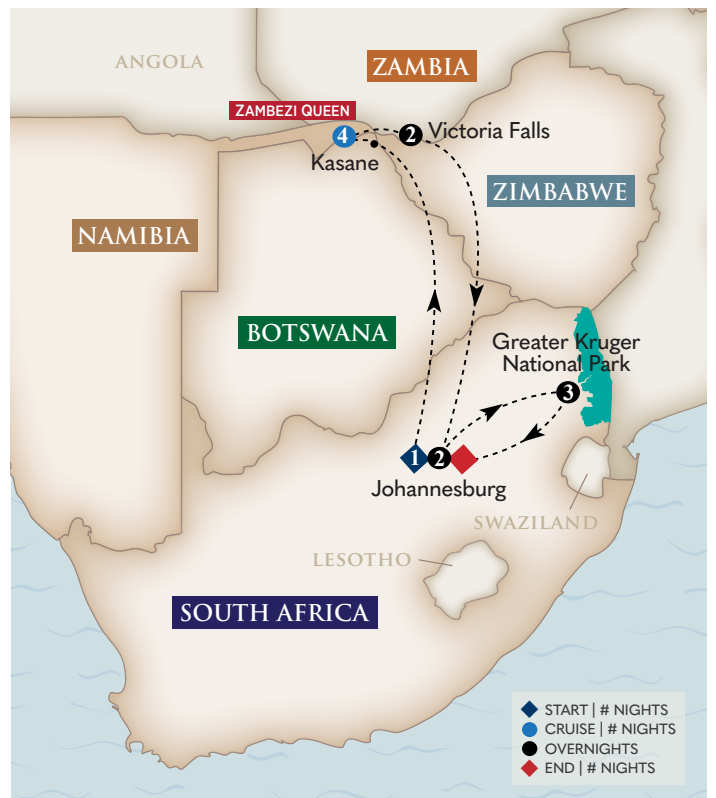 ANGOLA
ZAMBIA
ZAMBEZI QUEEN
4
2
Victoria Falls
Kasane
ZIMBABWE
NAMIBIA
BOTSWANA
Greater Kruger
National Park
3
1
2
Johannesburg
SWAZILAND
LESOTHO
SOUTH AFRICA
START | # NIGHTS
CRUISE | # NIGHTS
OVERNIGHTS
END | # NIGHTS